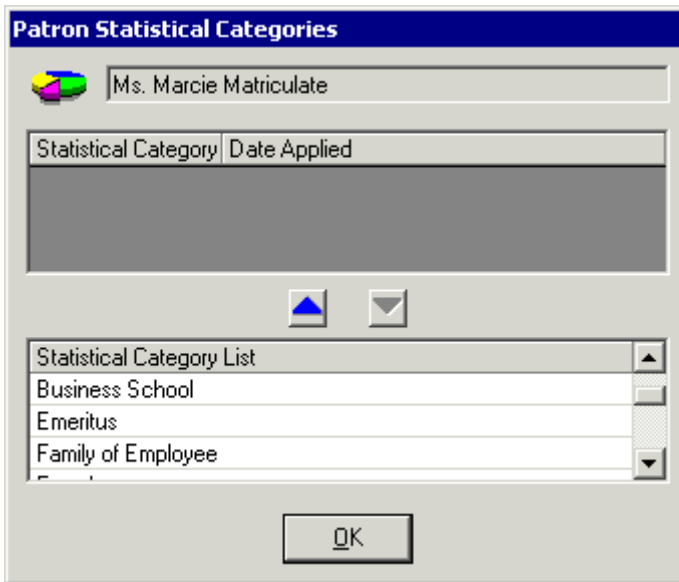 Patron Statistical Categories
Ms. Marcie Matriculate
Statistical Category Date Applied
Statistical Category List
Business School
Emeritus
Family of Employee
OK